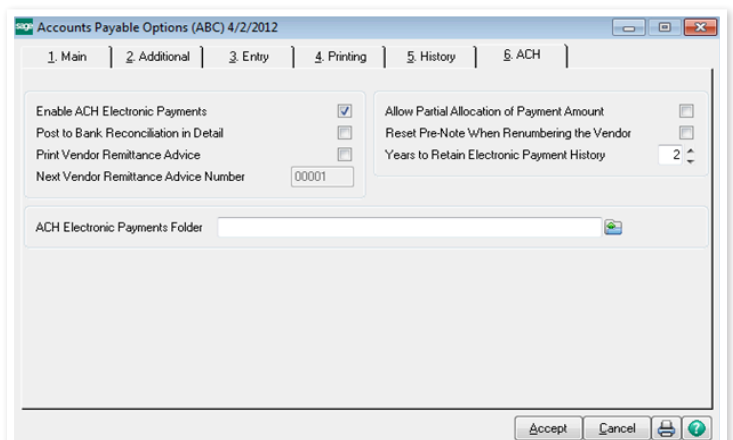 sage Accounts Payable Options (ABC) 4/2/2012
1. Main 2. Additional 3. Entry 4. Printing 5. History 6. ACH
Enable ACH Electronic Payments
Post to Bank Reconciliation in Detail
Print Vendor Remittance Advice
Next Vendor Remittance Advice Number 00001
Allow Partial Allocation of Payment Amount
Reset Pre-Note When Renumbering the Vendor
Years to Retain Electronic Payment History 2
ACH Electronic Payments Folder
Accept Cancel ?